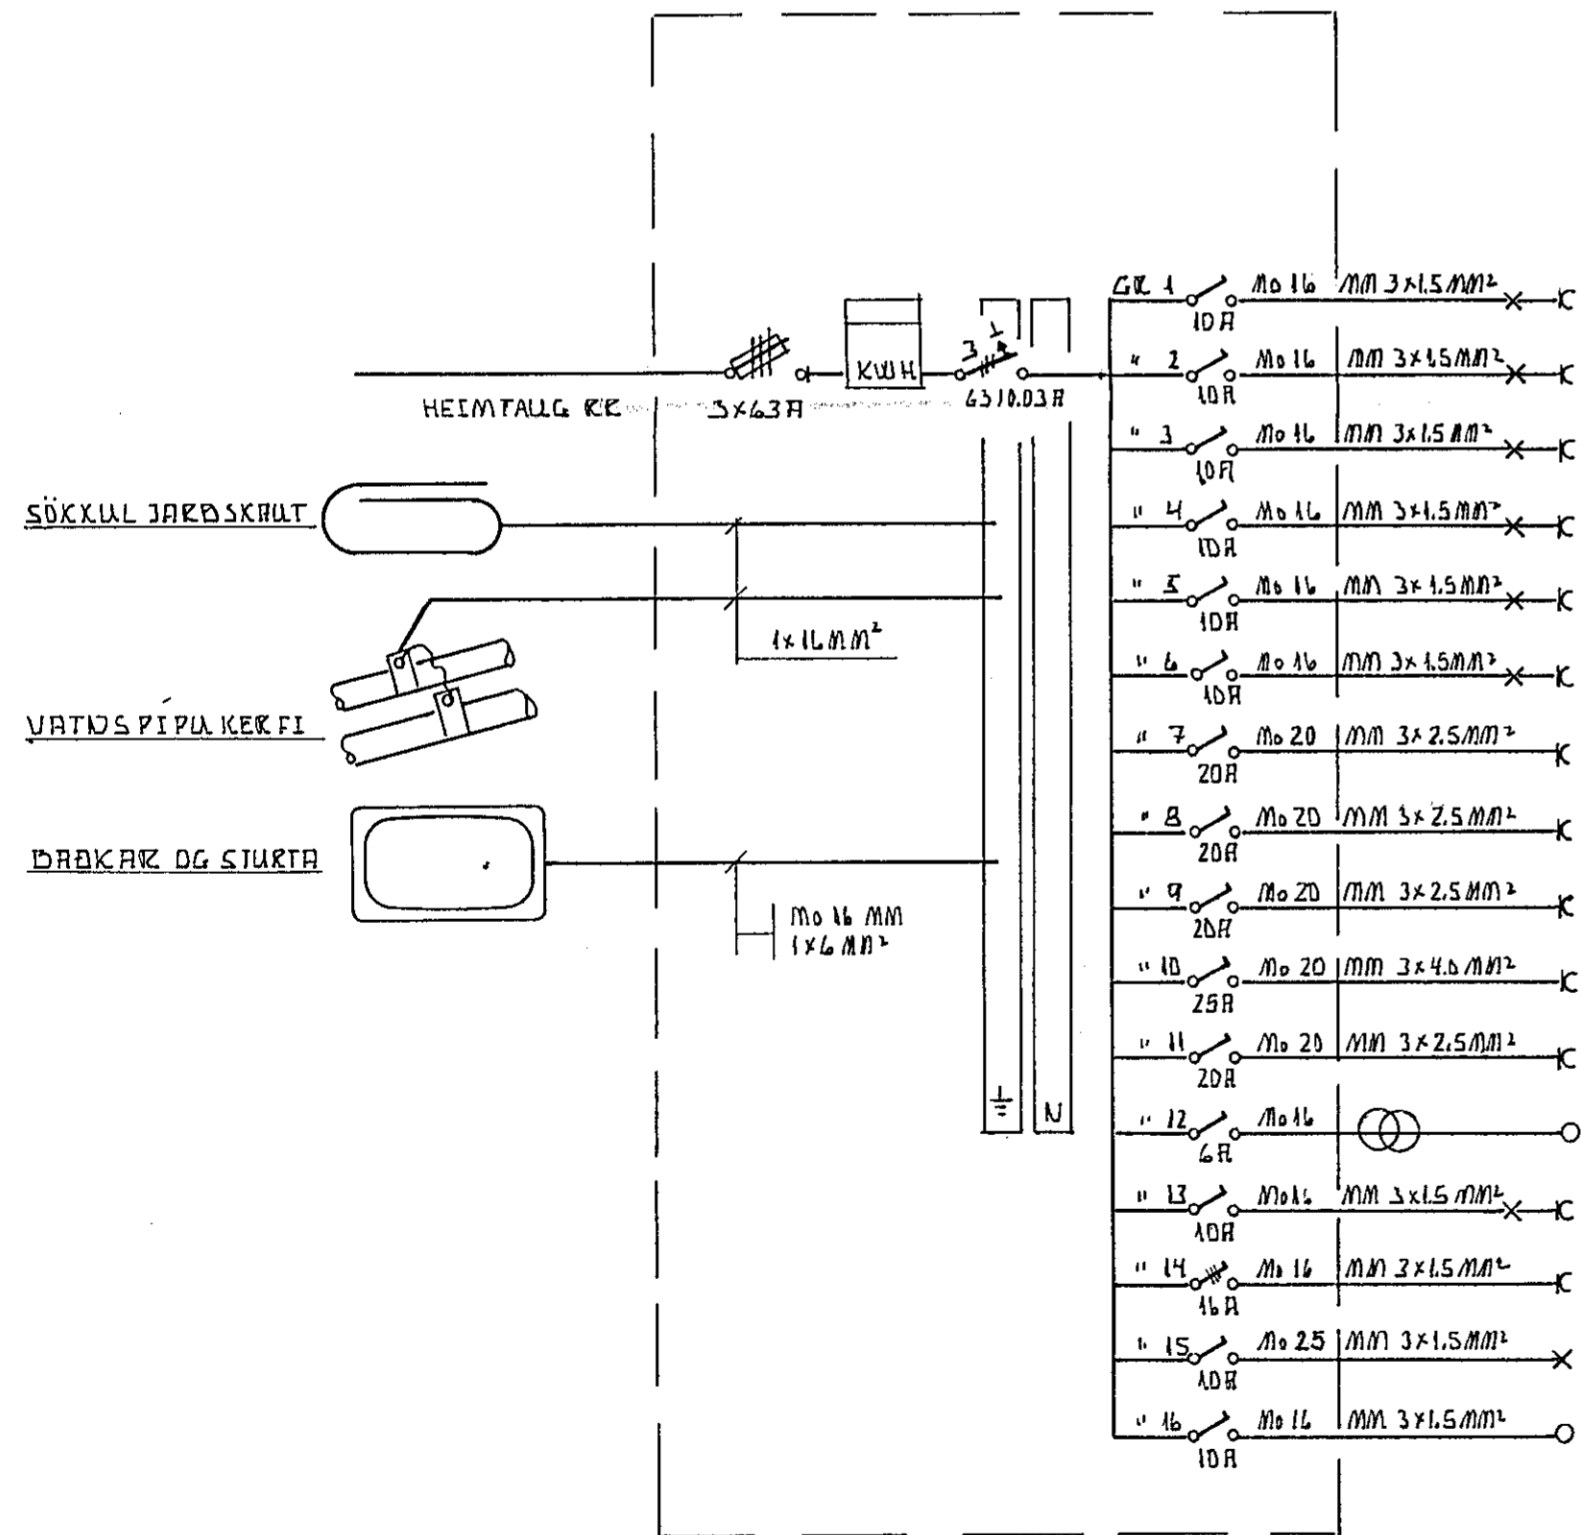 GR 1 10A Mo 16 MM 3x1.5MM²
" 2 10A Mo 16 MM 3x1.5MM²
" 3 10A Mo 16 MM 3x1.5MM²
" 4 10A Mo 16 MM 3x1.5MM²
" 5 10A Mo 16 MM 3x1.5MM²
" 6 10A Mo 16 MM 3x1.5MM²
" 7 20A Mo 20 MM 3x2.5MM²
" 8 20A Mo 20 MM 3x2.5MM²
" 9 20A Mo 20 MM 3x2.5MM²
" 10 25A Mo 20 MM 3x4.0MM²
" 11 20A Mo 20 MM 3x2.5MM²
" 12 6A Mo 16
" 13 10A Mo 16 MM 3x1.5MM²
" 14 16A Mo 16 MM 3x1.5MM²
" 15 10A Mo 25 MM 3x1.5MM²
" 16 10A Mo 16 MM 3x1.5MM²
KWH
3 1
HEIMTAUG RR 3x63A 63/0.03A
SÖKKUL JARÐSKAUT
1x16MM²
VATNSPÍPUKERFI
BAÐKAR OG STURTA
Mo 16 MM
1x6MM²
N